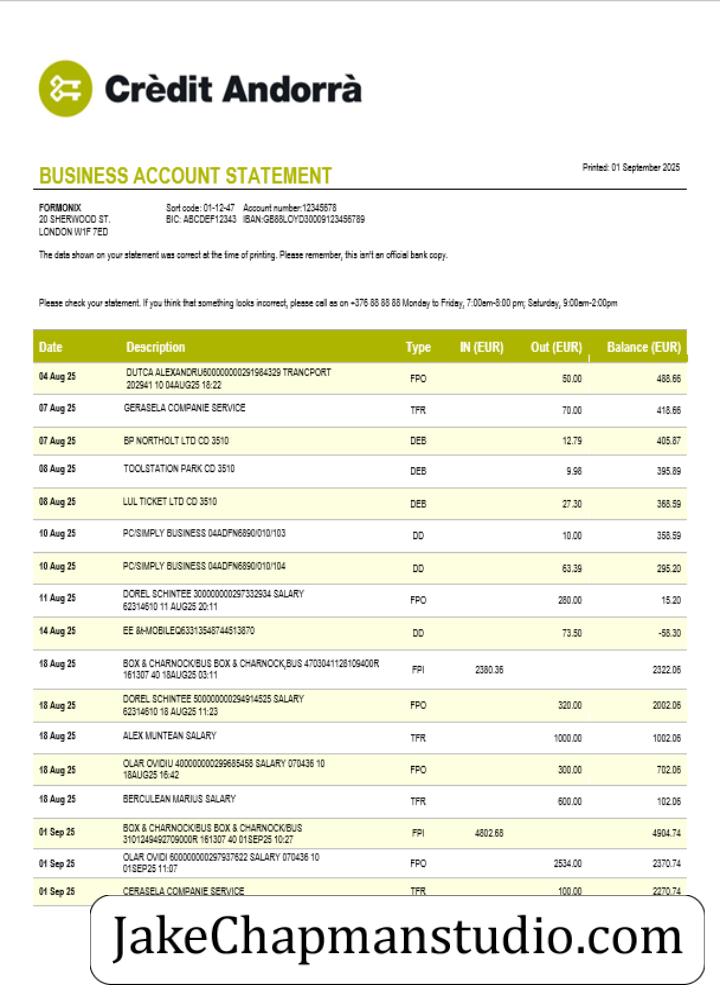 Crèdit Andorrà
BUSINESS ACCOUNT STATEMENT
Printed: 01 September 2025
FORMONIX
20 SHERWOOD ST.
LONDON W1F 7ED
Sort code: 01-12-47 Account number:12345678
BIC: ABCDEF12343 IBAN:GB88LOYD30009123456789
The data shown on your statement was correct at the time of printing. Please remember, this isn't an official bank copy.
Please check your statement. If you think that something looks incorrect, please call as on +376 88 88 88 Monday to Friday, 7:00am-8:00 pm; Saturday, 9:00am-2:00pm
Date Description Type IN (EUR) Out (EUR) Balance (EUR)
04 Aug 25 DUTCA ALEXANDRU600000000291984329 TRANCPORT FPO 50.00 488.66
202941 10 04AUG25 18:22
07 Aug 25 GERASELA COMPANIE SERVICE TFR 70.00 418.66
07 Aug 25 BP NORTHOLT LTD CD 3510 DEB 12.79 405.87
08 Aug 25 TOOLSTATION PARK CD 3510 DEB 9.98 395.89
08 Aug 25 LUL TICKET LTD CD 3510 DEB 27.30 368.59
10 Aug 25 PC/SIMPLY BUSINESS 04ADFN6890/010/103 DD 10.00 358.59
10 Aug 25 PC/SIMPLY BUSINESS 04ADFN6890/010/104 DD 63.39 295.20
11 Aug 25 DOREL SCHINTEE 300000000297332934 SALARY FPO 280.00 15.20
62314610 11 AUG25 20:11
14 Aug 25 EE &t-MOBILEQ63313548744513870 DD 73.50 -58.30
18 Aug 25 BOX & CHARNOCK/BUS BOX & CHARNOCK,BUS 4703041128109400R FPI 2380.36 2322.06
161307 40 18AUG25 03:11
18 Aug 25 DOREL SCHINTEE 500000000294914525 SALARY FPO 320.00 2002.06
62314610 18 AUG25 11:23
18 Aug 25 ALEX MUNTEAN SALARY TFR 1000.00 1002.06
18 Aug 25 OLAR OVIDIU 400000000299685458 SALARY 070436 10 FPO 300.00 702.06
18AUG25 16:42
18 Aug 25 BERCULEAN MARIUS SALARY TFR 600.00 102.06
01 Sep 25 BOX & CHARNOCK/BUS BOX & CHARNOCK/BUS FPI 4802.68 4904.74
3101249492709000R 161307 40 01SEP25 10:27
01 Sep 25 OLAR OVIDI 600000000297937622 SALARY 070436 10 FPO 2534.00 2370.74
01SEP25 11:07
01 Sep 25 CERASELA COMPANIE SERVICE TFR 100.00 2270.74
JakeChapmanstudio.com